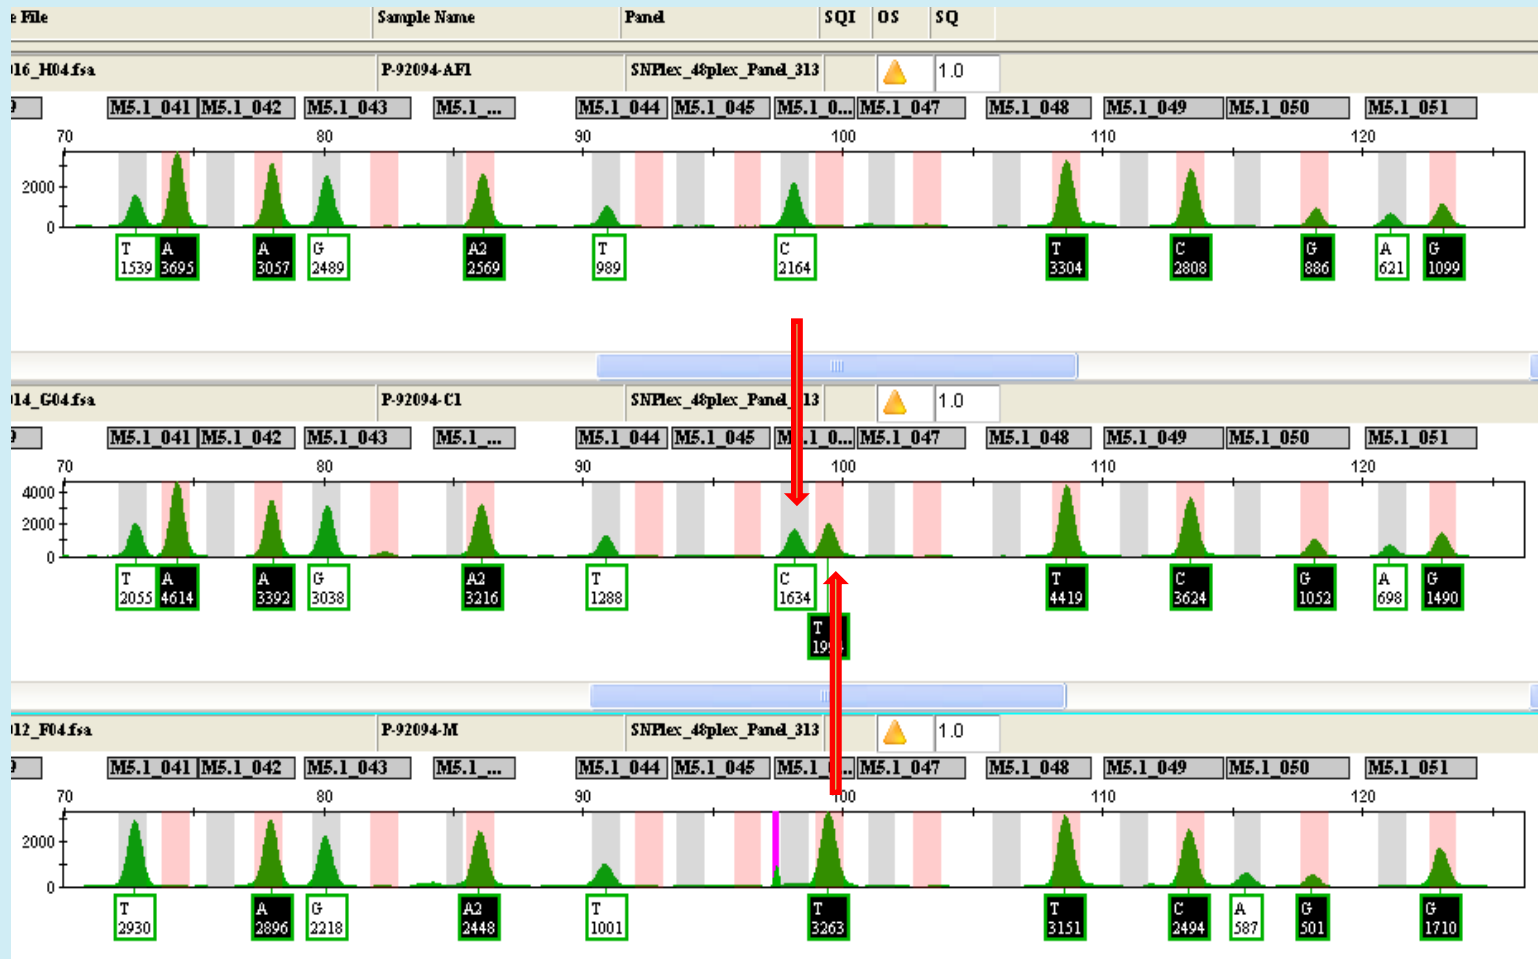 e File Sample Name Panel SQI OS SQ
16_H04.fsa P-92094-AF1 SNPlex_48plex_Panel_313 1.0
M5.1_041 M5.1_042 M5.1_043 M5.1_... M5.1_044 M5.1_045 M5.1_0... M5.1_047 M5.1_048 M5.1_049 M5.1_050 M5.1_051
70 80 90 100 110 120
2000
0
T A A G A2 T C T C G A G
1539 3695 3057 2489 2569 989 2164 3304 2808 886 621 1099
14_G04.fsa P-92094-C1 SNPlex_48plex_Panel_313 1.0
M5.1_041 M5.1_042 M5.1_043 M5.1_... M5.1_044 M5.1_045 M5.1_0... M5.1_047 M5.1_048 M5.1_049 M5.1_050 M5.1_051
70 80 90 100 110 120
4000
2000
0
T A A G A2 T C T C G A G
2055 4614 3392 3038 3216 1288 1634 4419 3624 1052 698 1490
T
12_F04.fsa P-92094-M SNPlex_48plex_Panel_313 1.0
M5.1_041 M5.1_042 M5.1_043 M5.1_... M5.1_044 M5.1_045 M5.1_0... M5.1_047 M5.1_048 M5.1_049 M5.1_050 M5.1_051
70 80 90 100 110 120
2000
0
T A G A2 T T T C A G G
2930 2896 2218 2448 1001 3263 3151 2494 587 501 1710